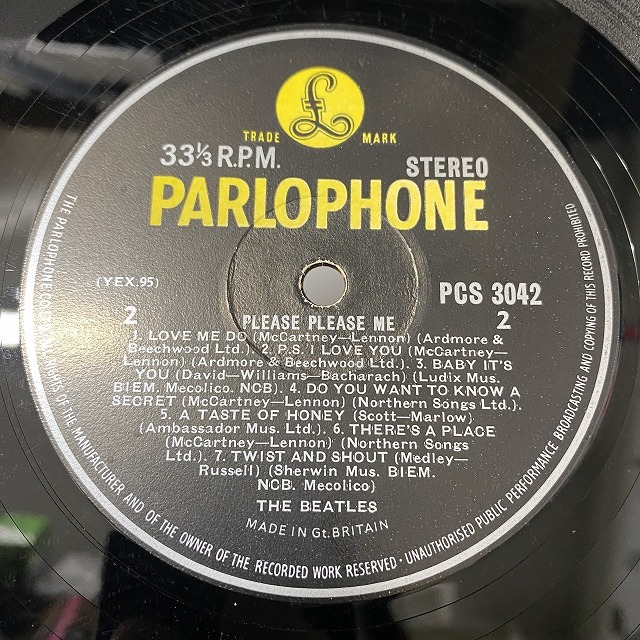 £
TRADE MARK
33⅓ R.P.M. STEREO
PARLOPHONE
(YEX.95) PCS 3042
2 PLEASE PLEASE ME 2
1. LOVE ME DO (McCartney—Lennon) (Ardmore &
Beechwood Ltd.). 2. P.S. I LOVE YOU (McCartney—
Lennon) (Ardmore & Beechwood Ltd.). 3. BABY IT'S
YOU (David—Williams—Bacharach) (Ludix Mus.
BIEM. Mecolico. NCB). 4. DO YOU WANT TO KNOW A
SECRET (McCartney—Lennon) (Northern Songs Ltd.).
5. A TASTE OF HONEY (Scott—Marlow)
(Ambassador Mus. Ltd.) 6. THERE'S A PLACE
(McCartney—Lennon) (Northern Songs
Ltd.). 7. TWIST AND SHOUT (Medley—
Russell) (Sherwin Mus. BIEM.
NCB. Mecolico)
THE BEATLES
MADE IN Gt. BRITAIN
THE PARLOPHONE CO. OF THE MANUFACTURER AND OF THE OWNER OF THE RECORDED WORK RESERVED · UNAUTHORISED PUBLIC PERFORMANCE BROADCASTING AND COPYING OF THIS RECORD PROHIBITED